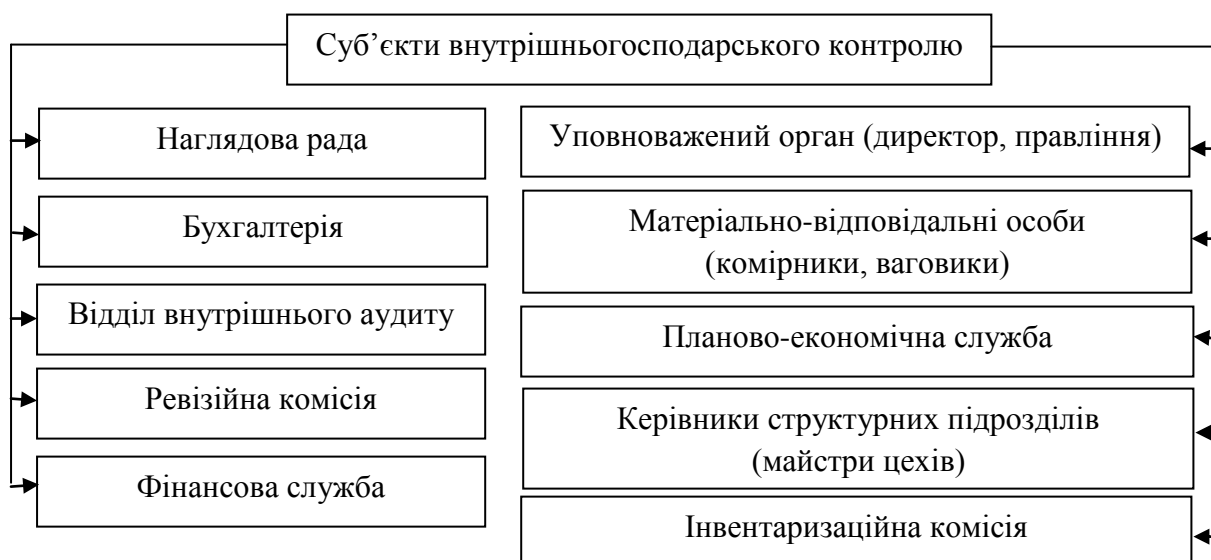 Суб’єкти внутрішньогосподарського контролю
Наглядова рада
Бухгалтерія
Відділ внутрішнього аудиту
Ревізійна комісія
Фінансова служба
Уповноважений орган (директор, правління)
Матеріально-відповідальні особи
(комірники, ваговики)
Планово-економічна служба
Керівники структурних підрозділів
(майстри цехів)
Інвентаризаційна комісія